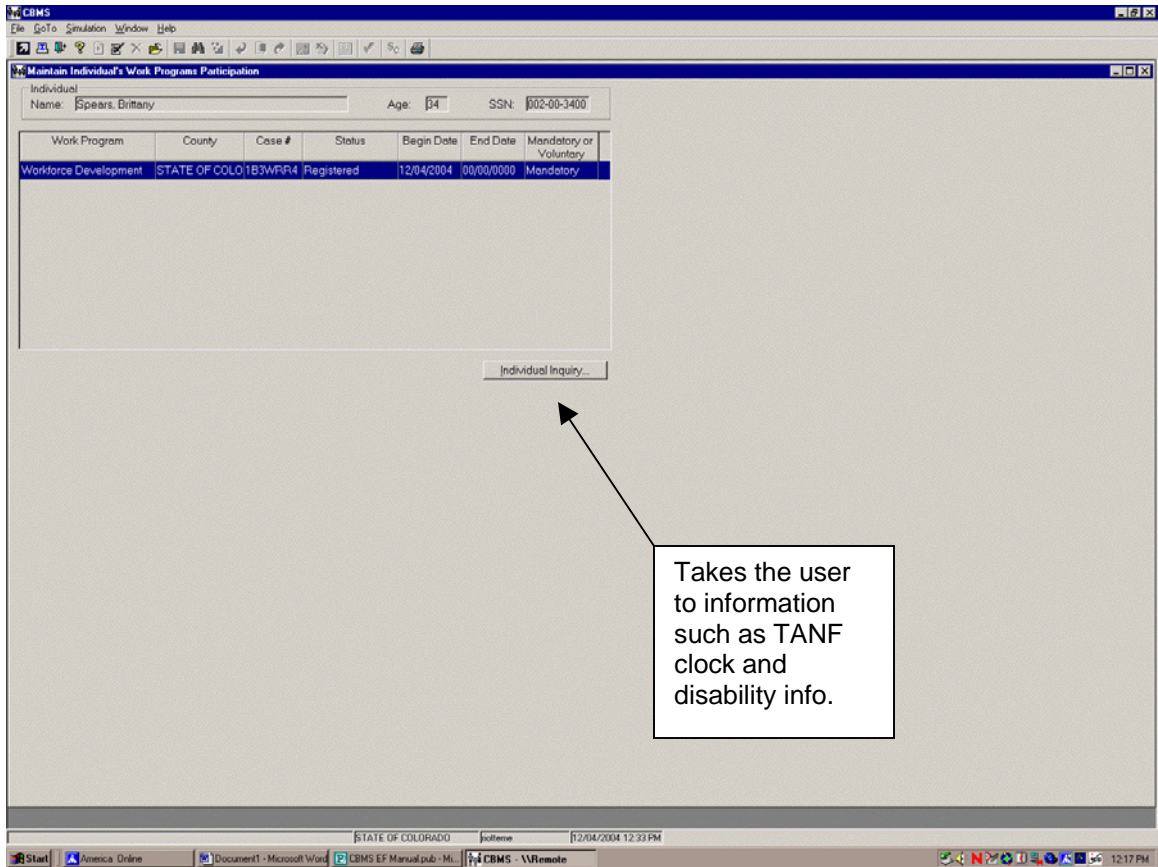 CBMS
File GoTo Simulation Window Help
Maintain Individual's Work Programs Participation
Individual
Name: Spears, Brittany Age: 34 SSN: 002-00-3400
Work Program County Case # Status Begin Date End Date Mandatory or Voluntary
Workforce Development STATE OF COLO 1B3WRR4 Registered 12/04/2004 00/00/0000 Mandatory
Individual Inquiry...
Takes the user
to information
such as TANF
clock and
disability info.
STATE OF COLORADO 12/04/2004 12:33 PM
Start America Online Document1 - Microsoft Word CBMS EF Manual.pub - Mi... CBMS - \\Remote 12:17 PM